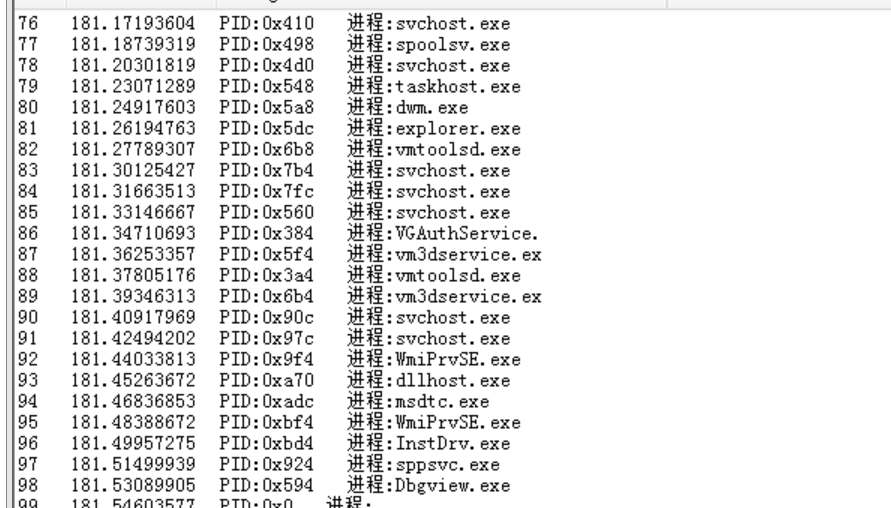 76 181.17193604 PID:0x410 进程:svchost.exe
77 181.18739319 PID:0x498 进程:spoolsv.exe
78 181.20301819 PID:0x4d0 进程:svchost.exe
79 181.23071289 PID:0x548 进程:taskhost.exe
80 181.24917603 PID:0x5a8 进程:dwm.exe
81 181.26194763 PID:0x5dc 进程:explorer.exe
82 181.27789307 PID:0x6b8 进程:vmtoolsd.exe
83 181.30125427 PID:0x7b4 进程:svchost.exe
84 181.31663513 PID:0x7fc 进程:svchost.exe
85 181.33146667 PID:0x560 进程:svchost.exe
86 181.34710693 PID:0x384 进程:VGAuthService.
87 181.36253357 PID:0x5f4 进程:vm3dservice.ex
88 181.37805176 PID:0x3a4 进程:vmtoolsd.exe
89 181.39346313 PID:0x6b4 进程:vm3dservice.ex
90 181.40917969 PID:0x90c 进程:svchost.exe
91 181.42494202 PID:0x97c 进程:svchost.exe
92 181.44033813 PID:0x9f4 进程:WmiPrvSE.exe
93 181.45263672 PID:0xa70 进程:dllhost.exe
94 181.46836853 PID:0xadc 进程:msdtc.exe
95 181.48388672 PID:0xbf4 进程:WmiPrvSE.exe
96 181.49957275 PID:0xbd4 进程:InstDrv.exe
97 181.51499939 PID:0x924 进程:sppsvc.exe
98 181.53089905 PID:0x594 进程:Dbgview.exe
99 181.54603577 PID:0x0 进程: